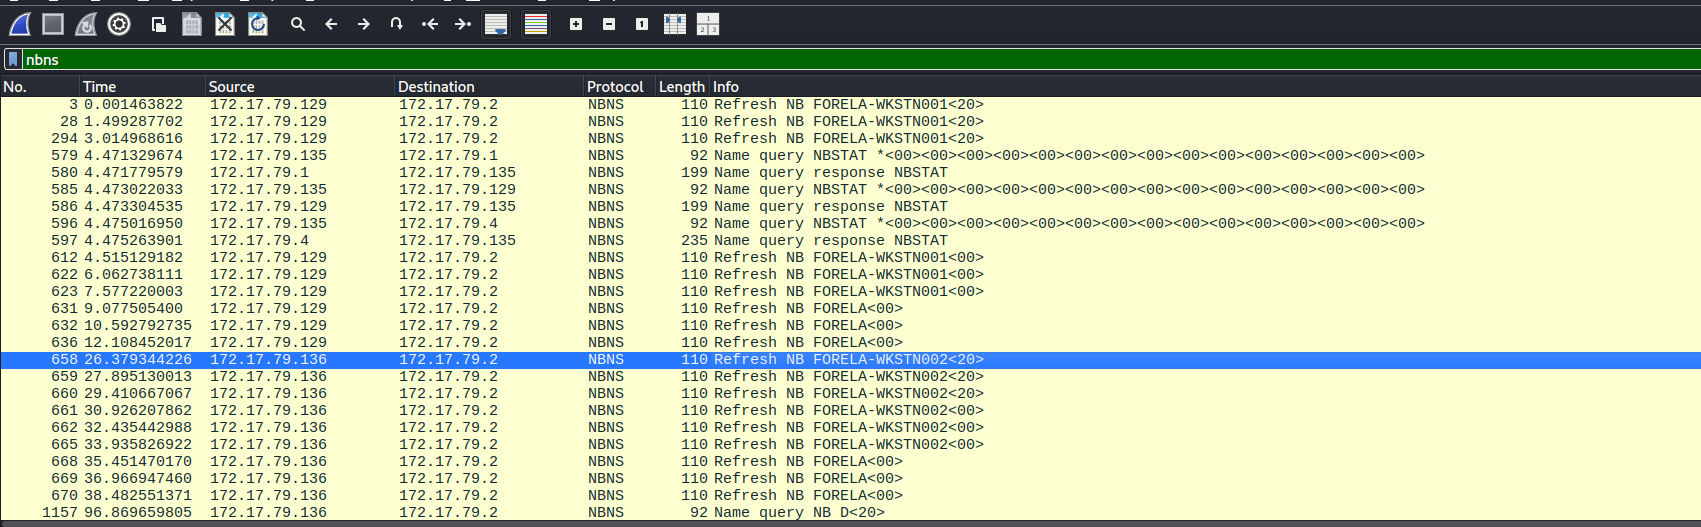 nbns
No. Time Source Destination Protocol Length Info
3 0.001463822 172.17.79.129 172.17.79.2 NBNS 110 Refresh NB FORELA-WKSTN001<20>
28 1.499287702 172.17.79.129 172.17.79.2 NBNS 110 Refresh NB FORELA-WKSTN001<20>
294 3.014968616 172.17.79.129 172.17.79.2 NBNS 110 Refresh NB FORELA-WKSTN001<20>
579 4.471329674 172.17.79.135 172.17.79.1 NBNS 92 Name query NBSTAT *<00><00><00><00><00><00><00><00><00><00><00><00><00><00><00>
580 4.471779579 172.17.79.1 172.17.79.135 NBNS 199 Name query response NBSTAT
585 4.473022033 172.17.79.135 172.17.79.129 NBNS 92 Name query NBSTAT *<00><00><00><00><00><00><00><00><00><00><00><00><00><00><00>
586 4.473304535 172.17.79.129 172.17.79.135 NBNS 199 Name query response NBSTAT
596 4.475016950 172.17.79.135 172.17.79.4 NBNS 92 Name query NBSTAT *<00><00><00><00><00><00><00><00><00><00><00><00><00><00><00>
597 4.475263901 172.17.79.4 172.17.79.135 NBNS 235 Name query response NBSTAT
612 4.515129182 172.17.79.129 172.17.79.2 NBNS 110 Refresh NB FORELA-WKSTN001<00>
622 6.062738111 172.17.79.129 172.17.79.2 NBNS 110 Refresh NB FORELA-WKSTN001<00>
623 7.577220003 172.17.79.129 172.17.79.2 NBNS 110 Refresh NB FORELA-WKSTN001<00>
631 9.077505400 172.17.79.129 172.17.79.2 NBNS 110 Refresh NB FORELA<00>
632 10.592792735 172.17.79.129 172.17.79.2 NBNS 110 Refresh NB FORELA<00>
636 12.108452017 172.17.79.129 172.17.79.2 NBNS 110 Refresh NB FORELA<00>
658 26.379344226 172.17.79.136 172.17.79.2 NBNS 110 Refresh NB FORELA-WKSTN002<20>
659 27.895130013 172.17.79.136 172.17.79.2 NBNS 110 Refresh NB FORELA-WKSTN002<20>
660 29.410667067 172.17.79.136 172.17.79.2 NBNS 110 Refresh NB FORELA-WKSTN002<20>
661 30.926207862 172.17.79.136 172.17.79.2 NBNS 110 Refresh NB FORELA-WKSTN002<00>
662 32.435442988 172.17.79.136 172.17.79.2 NBNS 110 Refresh NB FORELA-WKSTN002<00>
665 33.935826922 172.17.79.136 172.17.79.2 NBNS 110 Refresh NB FORELA-WKSTN002<00>
668 35.451470170 172.17.79.136 172.17.79.2 NBNS 110 Refresh NB FORELA<00>
669 36.966947460 172.17.79.136 172.17.79.2 NBNS 110 Refresh NB FORELA<00>
670 38.482551371 172.17.79.136 172.17.79.2 NBNS 110 Refresh NB FORELA<00>
1157 96.869659805 172.17.79.136 172.17.79.2 NBNS 92 Name query NB D<20>